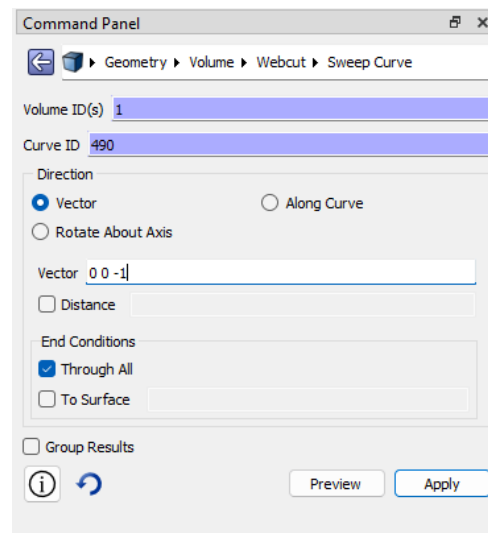 Command Panel
Geometry Volume Webcut Sweep Curve
Volume ID(s) 1
Curve ID 490
Direction
Vector Along Curve
Rotate About Axis
Vector 0 0 -1
Distance
End Conditions
Through All
To Surface
Group Results
Preview Apply